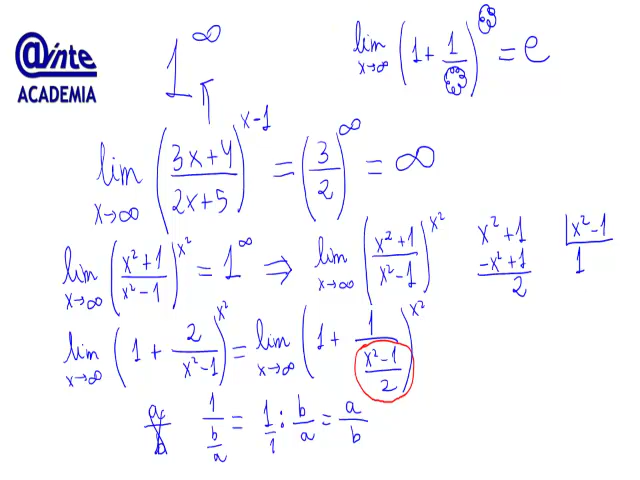 @inte
ACADEMIA
1^∞
lim x→∞ (1 + 1/☁)^☁ = e
lim x→∞ ((3x+4)/(2x+5))^(x-1) = (3/2)^∞ = ∞
lim x→∞ ((x²+1)/(x²-1))^(x²) = 1^∞ ⇒ lim x→∞ ((x²+1)/(x²-1))^(x²)
x²+1 | x²-1
-x²+1 1
2
lim x→∞ (1 + 2/(x²-1))^(x²) = lim x→∞ (1 + 1/((x²-1)/2))^(x²)
1/(b/a) = 1/1 : b/a = a/b